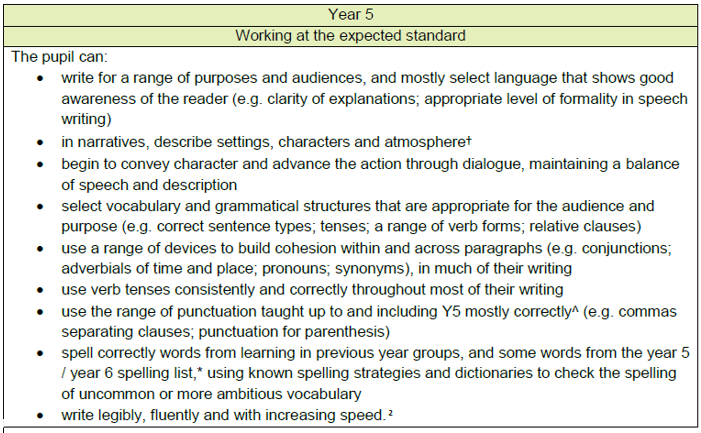 Year 5
Working at the expected standard
The pupil can:
• write for a range of purposes and audiences, and mostly select language that shows good
awareness of the reader (e.g. clarity of explanations; appropriate level of formality in speech
writing)
• in narratives, describe settings, characters and atmosphere†
• begin to convey character and advance the action through dialogue, maintaining a balance
of speech and description
• select vocabulary and grammatical structures that are appropriate for the audience and
purpose (e.g. correct sentence types; tenses; a range of verb forms; relative clauses)
• use a range of devices to build cohesion within and across paragraphs (e.g. conjunctions;
adverbials of time and place; pronouns; synonyms), in much of their writing
• use verb tenses consistently and correctly throughout most of their writing
• use the range of punctuation taught up to and including Y5 mostly correctly^ (e.g. commas
separating clauses; punctuation for parenthesis)
• spell correctly words from learning in previous year groups, and some words from the year 5
/ year 6 spelling list,* using known spelling strategies and dictionaries to check the spelling
of uncommon or more ambitious vocabulary
• write legibly, fluently and with increasing speed.²